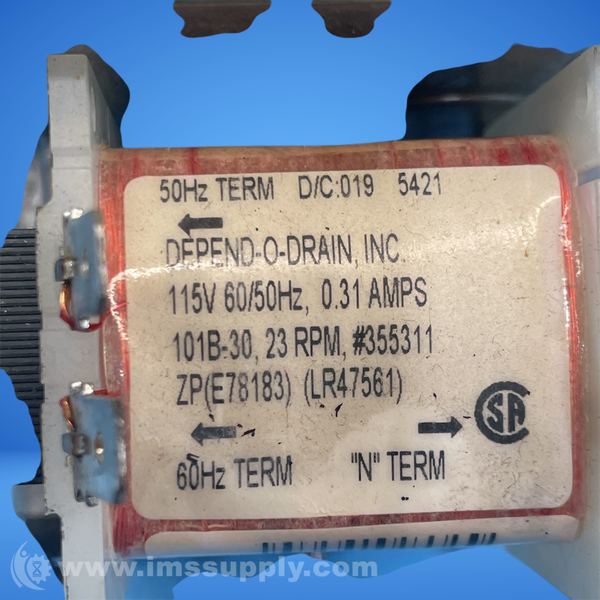 50Hz TERM D/C:019 5421
DEPEND-O-DRAIN, INC.
115V 60/50Hz, 0.31 AMPS
101B-30, 23 RPM, #355311
ZP(E78183) (LR47561)
60Hz TERM "N" TERM
CSA
www.imssupply.com